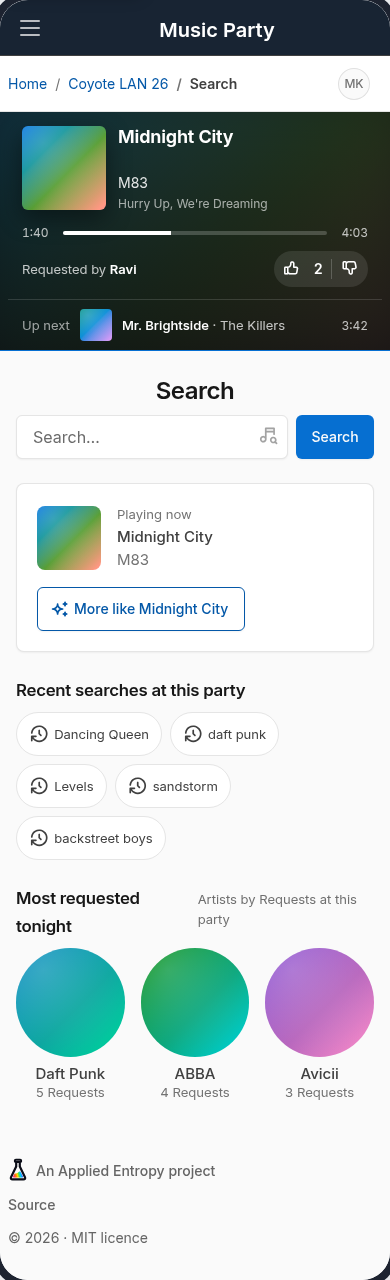 Music Party
Home / Coyote LAN 26 / Search
MK
Midnight City
M83
Hurry Up, We're Dreaming
1:40 4:03
Requested by Ravi 2
Up next Mr. Brightside · The Killers 3:42
Search
Search... Search
Playing now
Midnight City
M83
More like Midnight City
Recent searches at this party
Dancing Queen daft punk
Levels sandstorm
backstreet boys
Most requested tonight
Artists by Requests at this party
Daft Punk ABBA Avicii
5 Requests 4 Requests 3 Requests
An Applied Entropy project
Source
© 2026 · MIT licence